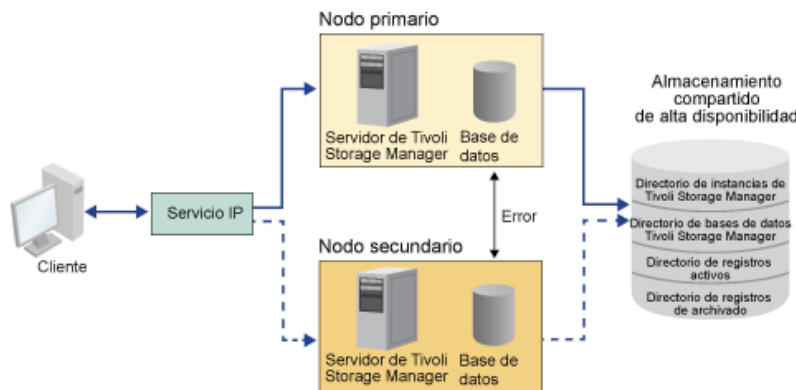 Nodo primario
Servidor de Tivoli
Storage Manager
Base de
datos
Almacenamiento
compartido
de alta disponibilidad
Directorio de instancias de
Tivoli Storage Manager
Directorio de bases de datos
Tivoli Storage Manager
Directorio de registros
activos
Directorio de registros
de archivado
Cliente
Servicio IP
Error
Nodo secundario
Servidor de Tivoli
Storage Manager
Base de
datos